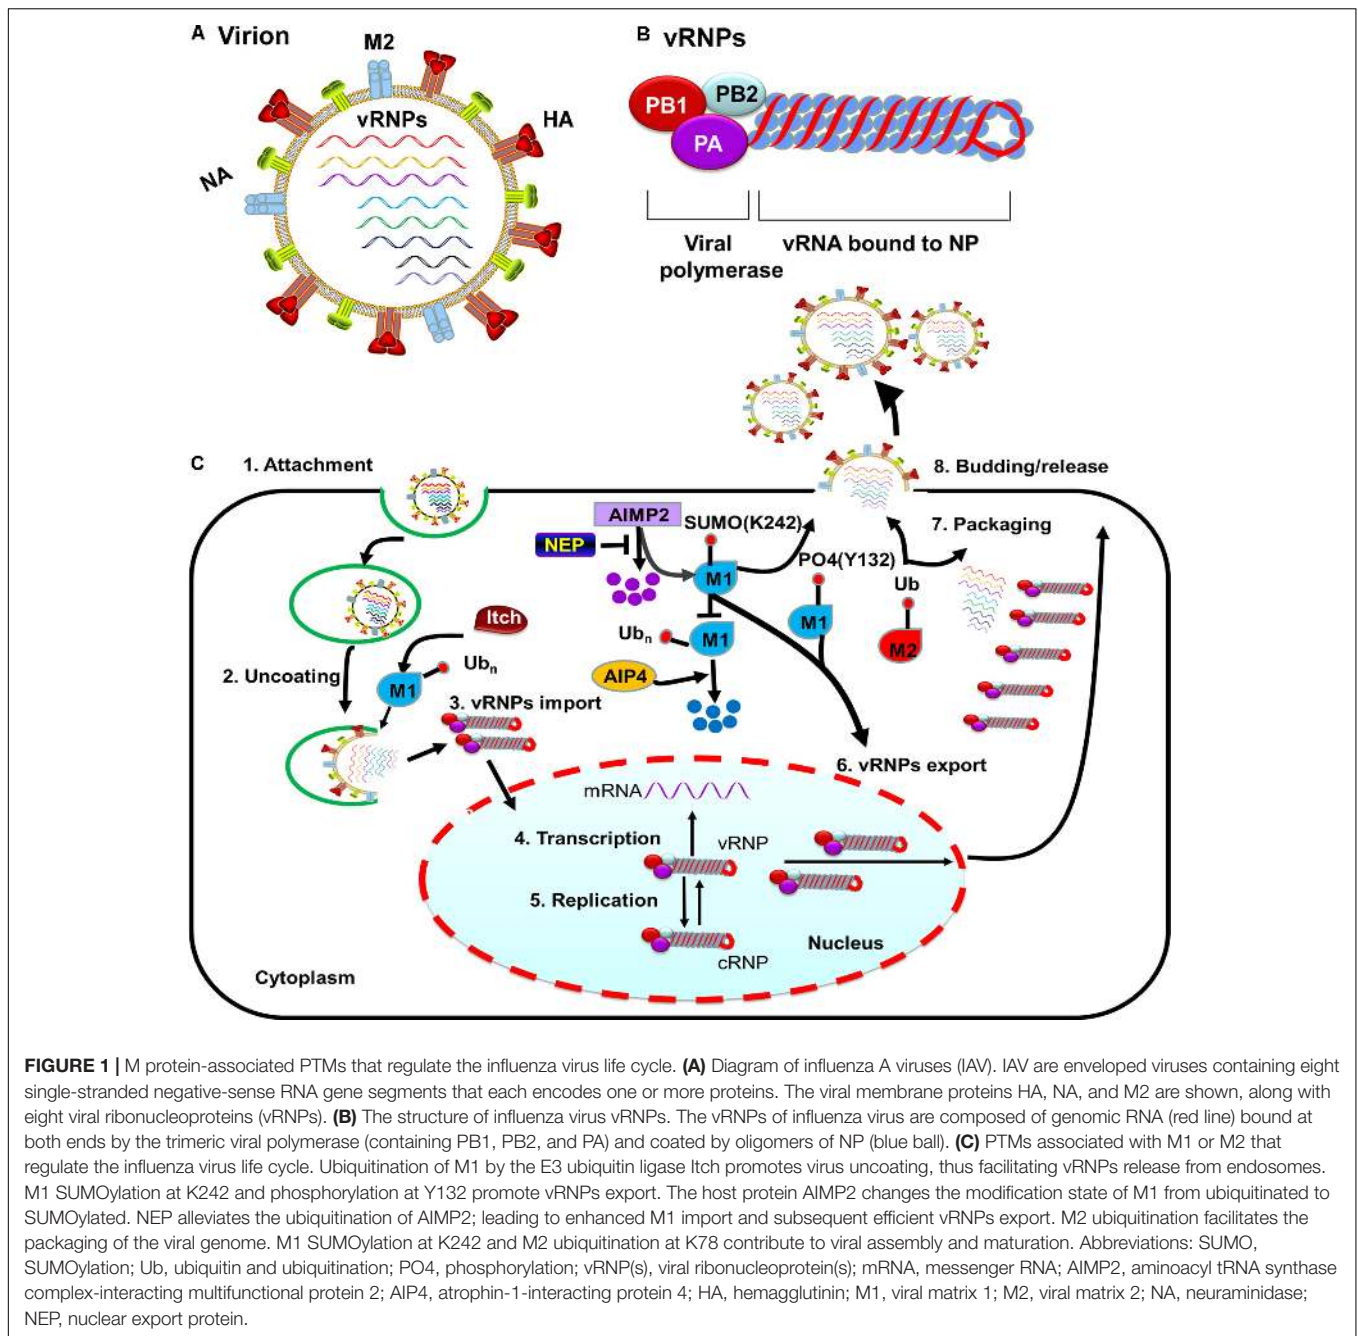 A Virion
M2
vRNPs
HA
NA
B vRNPs
PB1
PB2
PA
Viral
polymerase
vRNA bound to NP
C
1. Attachment
8. Budding/release
AIMP2
SUMO(K242)
7. Packaging
NEP
M1
PO4(Y132)
Ub
Itch
Ubn
M1
M1
M2
2. Uncoating
Ubn
M1
AIP4
3. vRNPs import
6. vRNPs export
mRNA
4. Transcription
vRNP
5. Replication
cRNP
Nucleus
Cytoplasm
FIGURE 1 | M protein-associated PTMs that regulate the influenza virus life cycle. (A) Diagram of influenza A viruses (IAV). IAV are enveloped viruses containing eight
single-stranded negative-sense RNA gene segments that each encodes one or more proteins. The viral membrane proteins HA, NA, and M2 are shown, along with
eight viral ribonucleoproteins (vRNPs). (B) The structure of influenza virus vRNPs. The vRNPs of influenza virus are composed of genomic RNA (red line) bound at
both ends by the trimeric viral polymerase (containing PB1, PB2, and PA) and coated by oligomers of NP (blue ball). (C) PTMs associated with M1 or M2 that
regulate the influenza virus life cycle. Ubiquitination of M1 by the E3 ubiquitin ligase Itch promotes virus uncoating, thus facilitating vRNPs release from endosomes.
M1 SUMOylation at K242 and phosphorylation at Y132 promote vRNPs export. The host protein AIMP2 changes the modification state of M1 from ubiquitinated to
SUMOylated. NEP alleviates the ubiquitination of AIMP2; leading to enhanced M1 import and subsequent efficient vRNPs export. M2 ubiquitination facilitates the
packaging of the viral genome. M1 SUMOylation at K242 and M2 ubiquitination at K78 contribute to viral assembly and maturation. Abbreviations: SUMO,
SUMOylation; Ub, ubiquitin and ubiquitination; PO4, phosphorylation; vRNP(s), viral ribonucleoprotein(s); mRNA, messenger RNA; AIMP2, aminoacyl tRNA synthase
complex-interacting multifunctional protein 2; AIP4, atrophin-1-interacting protein 4; HA, hemagglutinin; M1, viral matrix 1; M2, viral matrix 2; NA, neuraminidase;
NEP, nuclear export protein.